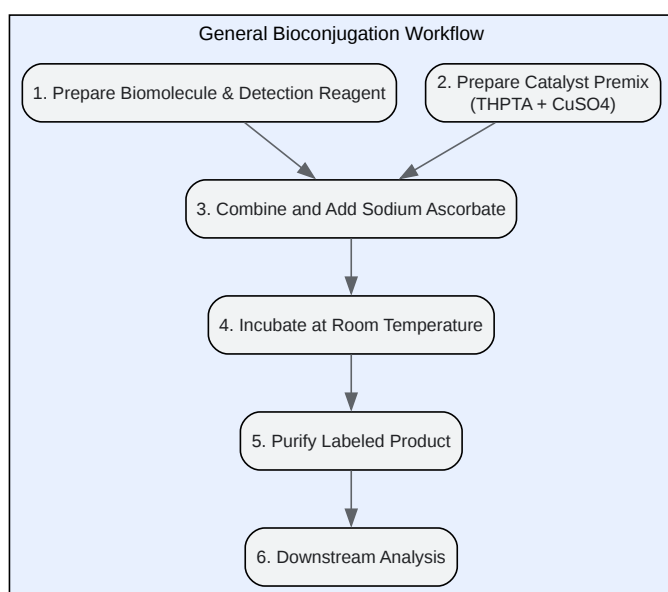 General Bioconjugation Workflow
1. Prepare Biomolecule & Detection Reagent
2. Prepare Catalyst Premix
(THPTA + CuSO4)
3. Combine and Add Sodium Ascorbate
4. Incubate at Room Temperature
5. Purify Labeled Product
6. Downstream Analysis